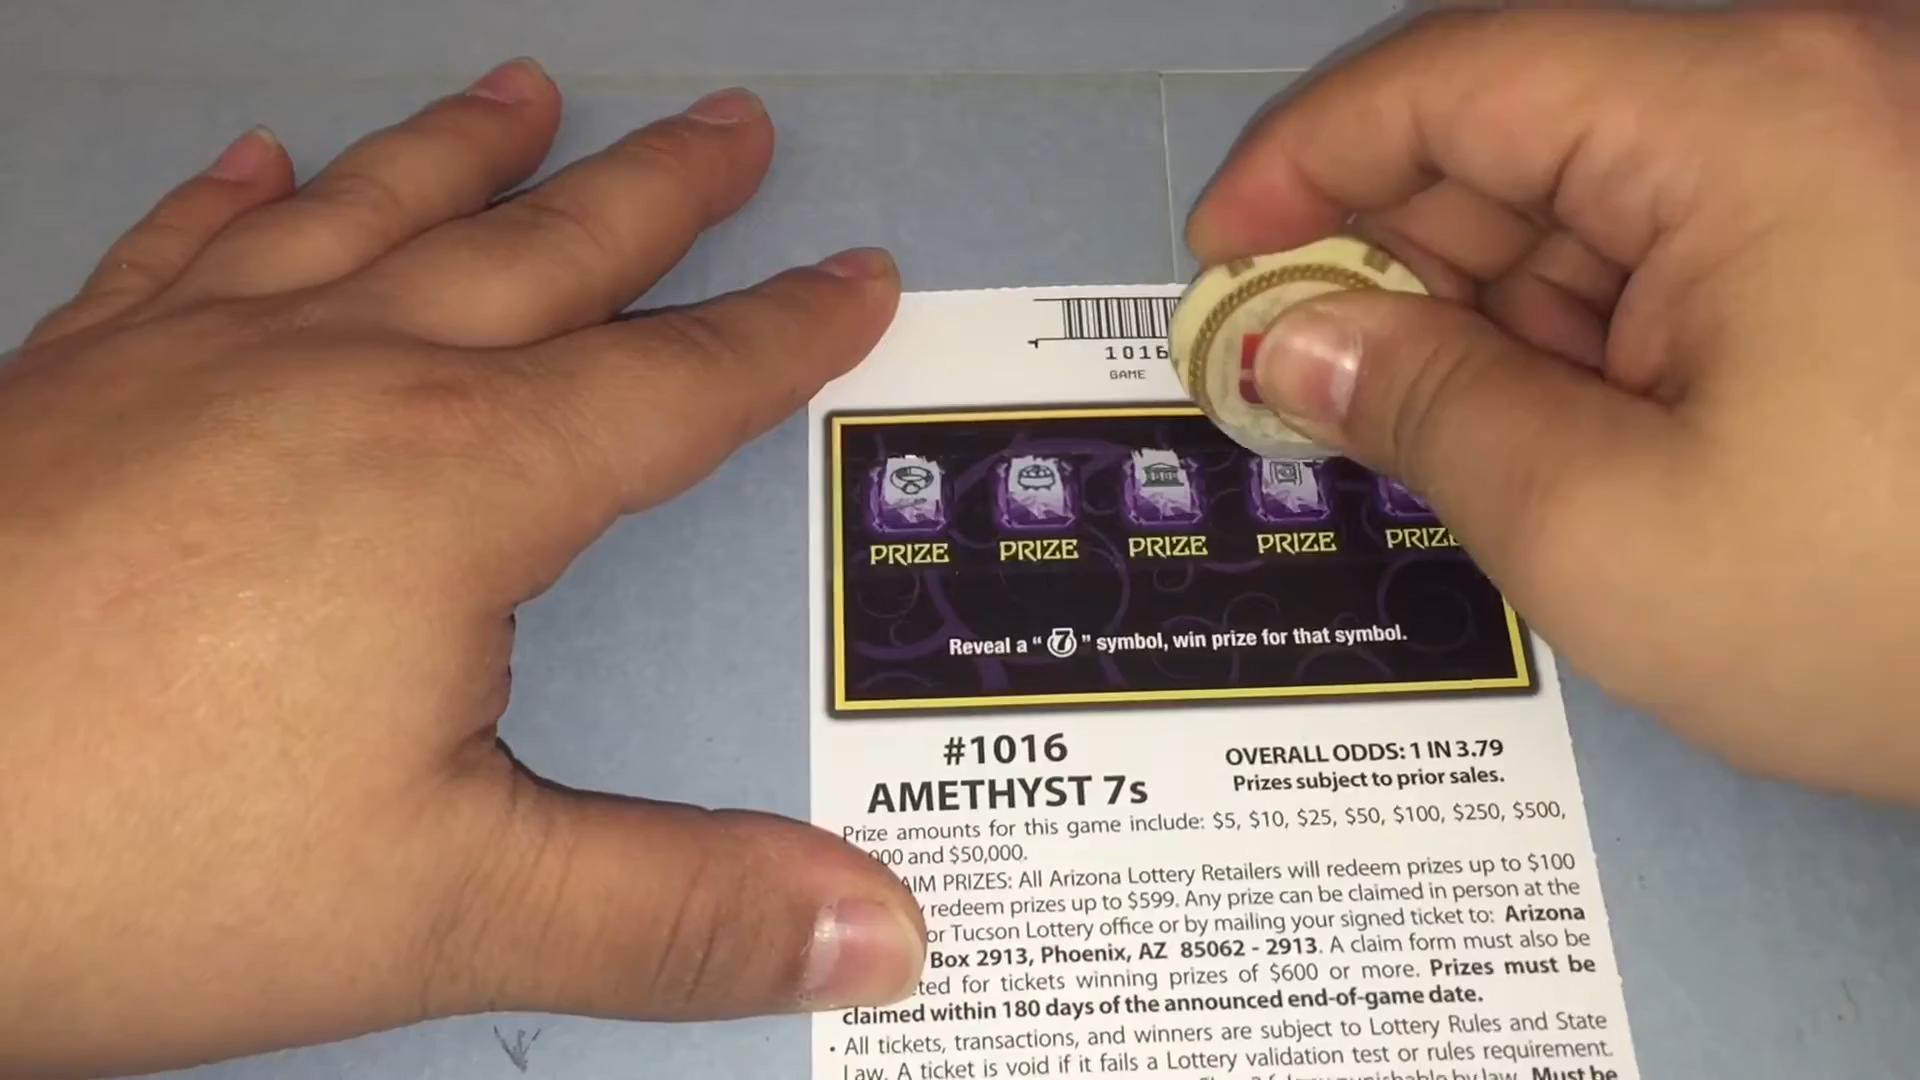 1016
GAME
PRIZE PRIZE PRIZE PRIZE
Reveal a “ 7 ” symbol, win prize for that symbol.
#1016
AMETHYST 7s
OVERALL ODDS: 1 IN 3.79
Prizes subject to prior sales.
Prize amounts for this game include: $5, $10, $25, $50, $100, $250, $500,
and $50,000.
PRIZES: All Arizona Lottery Retailers will redeem prizes up to $100
redeem prizes up to $599. Any prize can be claimed in person at the
or Tucson Lottery office or by mailing your signed ticket to: Arizona
Box 2913, Phoenix, AZ 85062 - 2913. A claim form must also be
for tickets winning prizes of $600 or more. Prizes must be
claimed within 180 days of the announced end-of-game date.
• All tickets, transactions, and winners are subject to Lottery Rules and State
Law. A ticket is void if it fails a Lottery validation test or rules requirement.
by law. Must be